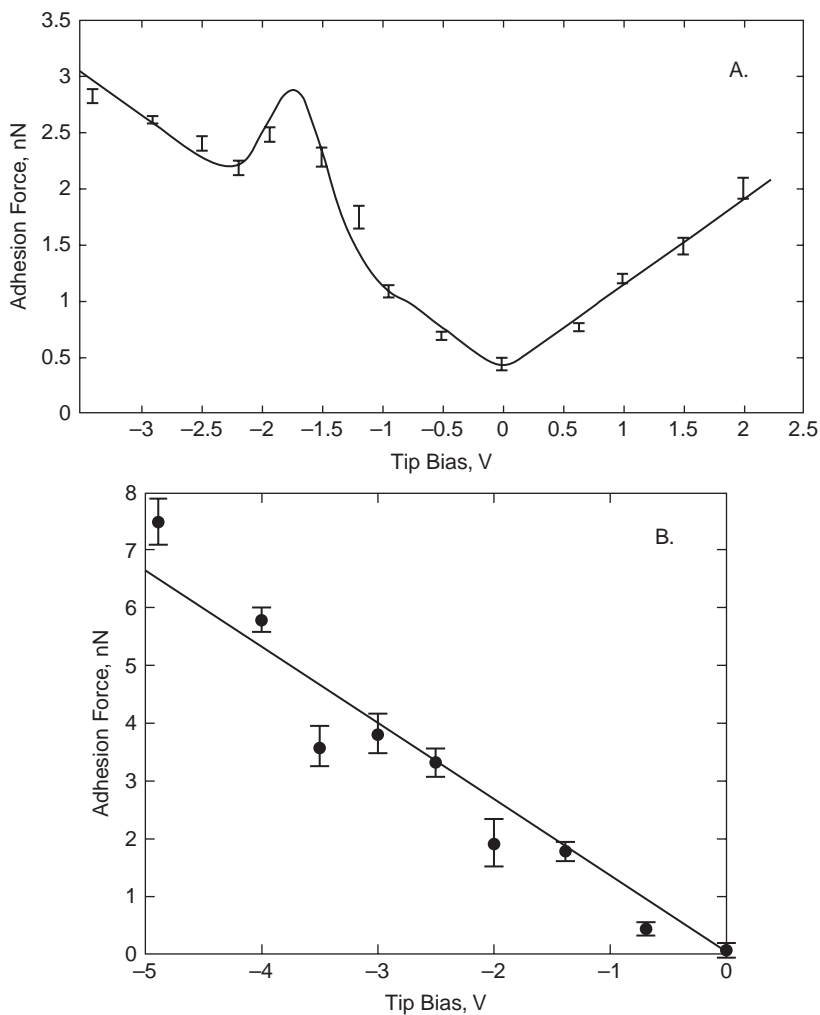 3.5
A.
3
2.5
2
1.5
1
0.5
0
Adhesion Force, nN
–3 –2.5 –2 –1.5 –1 –0.5 0 0.5 1 1.5 2 2.5
Tip Bias, V
8
B.
7
6
5
4
3
2
1
0
Adhesion Force, nN
–5 –4 –3 –2 –1 0
Tip Bias, V